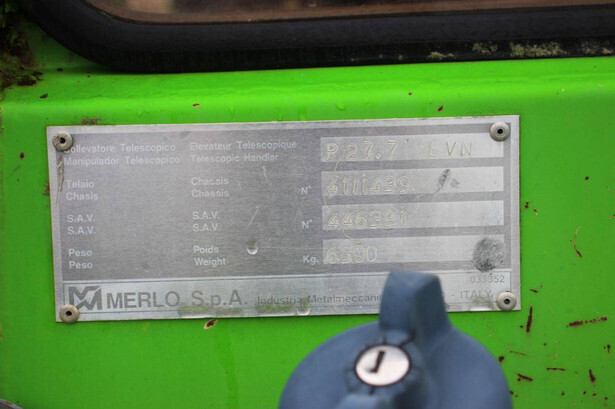 Sollevatore Telescopico Elevateur Telescopique P 27.7 EVN
Manipulador Telescopico Telescopic Handler
Telaio Chassis
Chasis Chassis N°
S.A.V. S.A.V.
S.A.V. S.A.V. N°
Peso Poids 6590
Peso Weight Kg.
033352
MERLO S.p.A. Industria Metalmeccanica ITALY